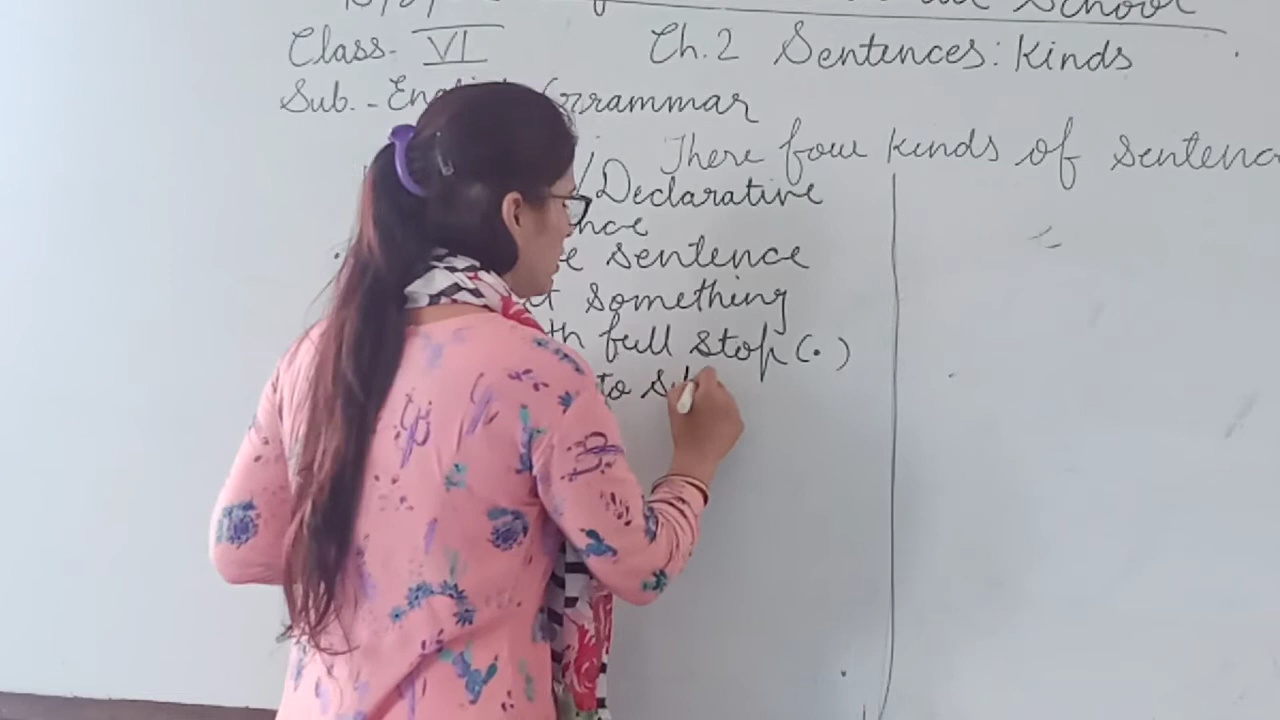 School
Class- VI Ch.2 Sentences: Kinds
Sub. - English Grammar
There four kinds of Sentenc
/Declarative
nce
e sentence
t something
th full stop (.)
to